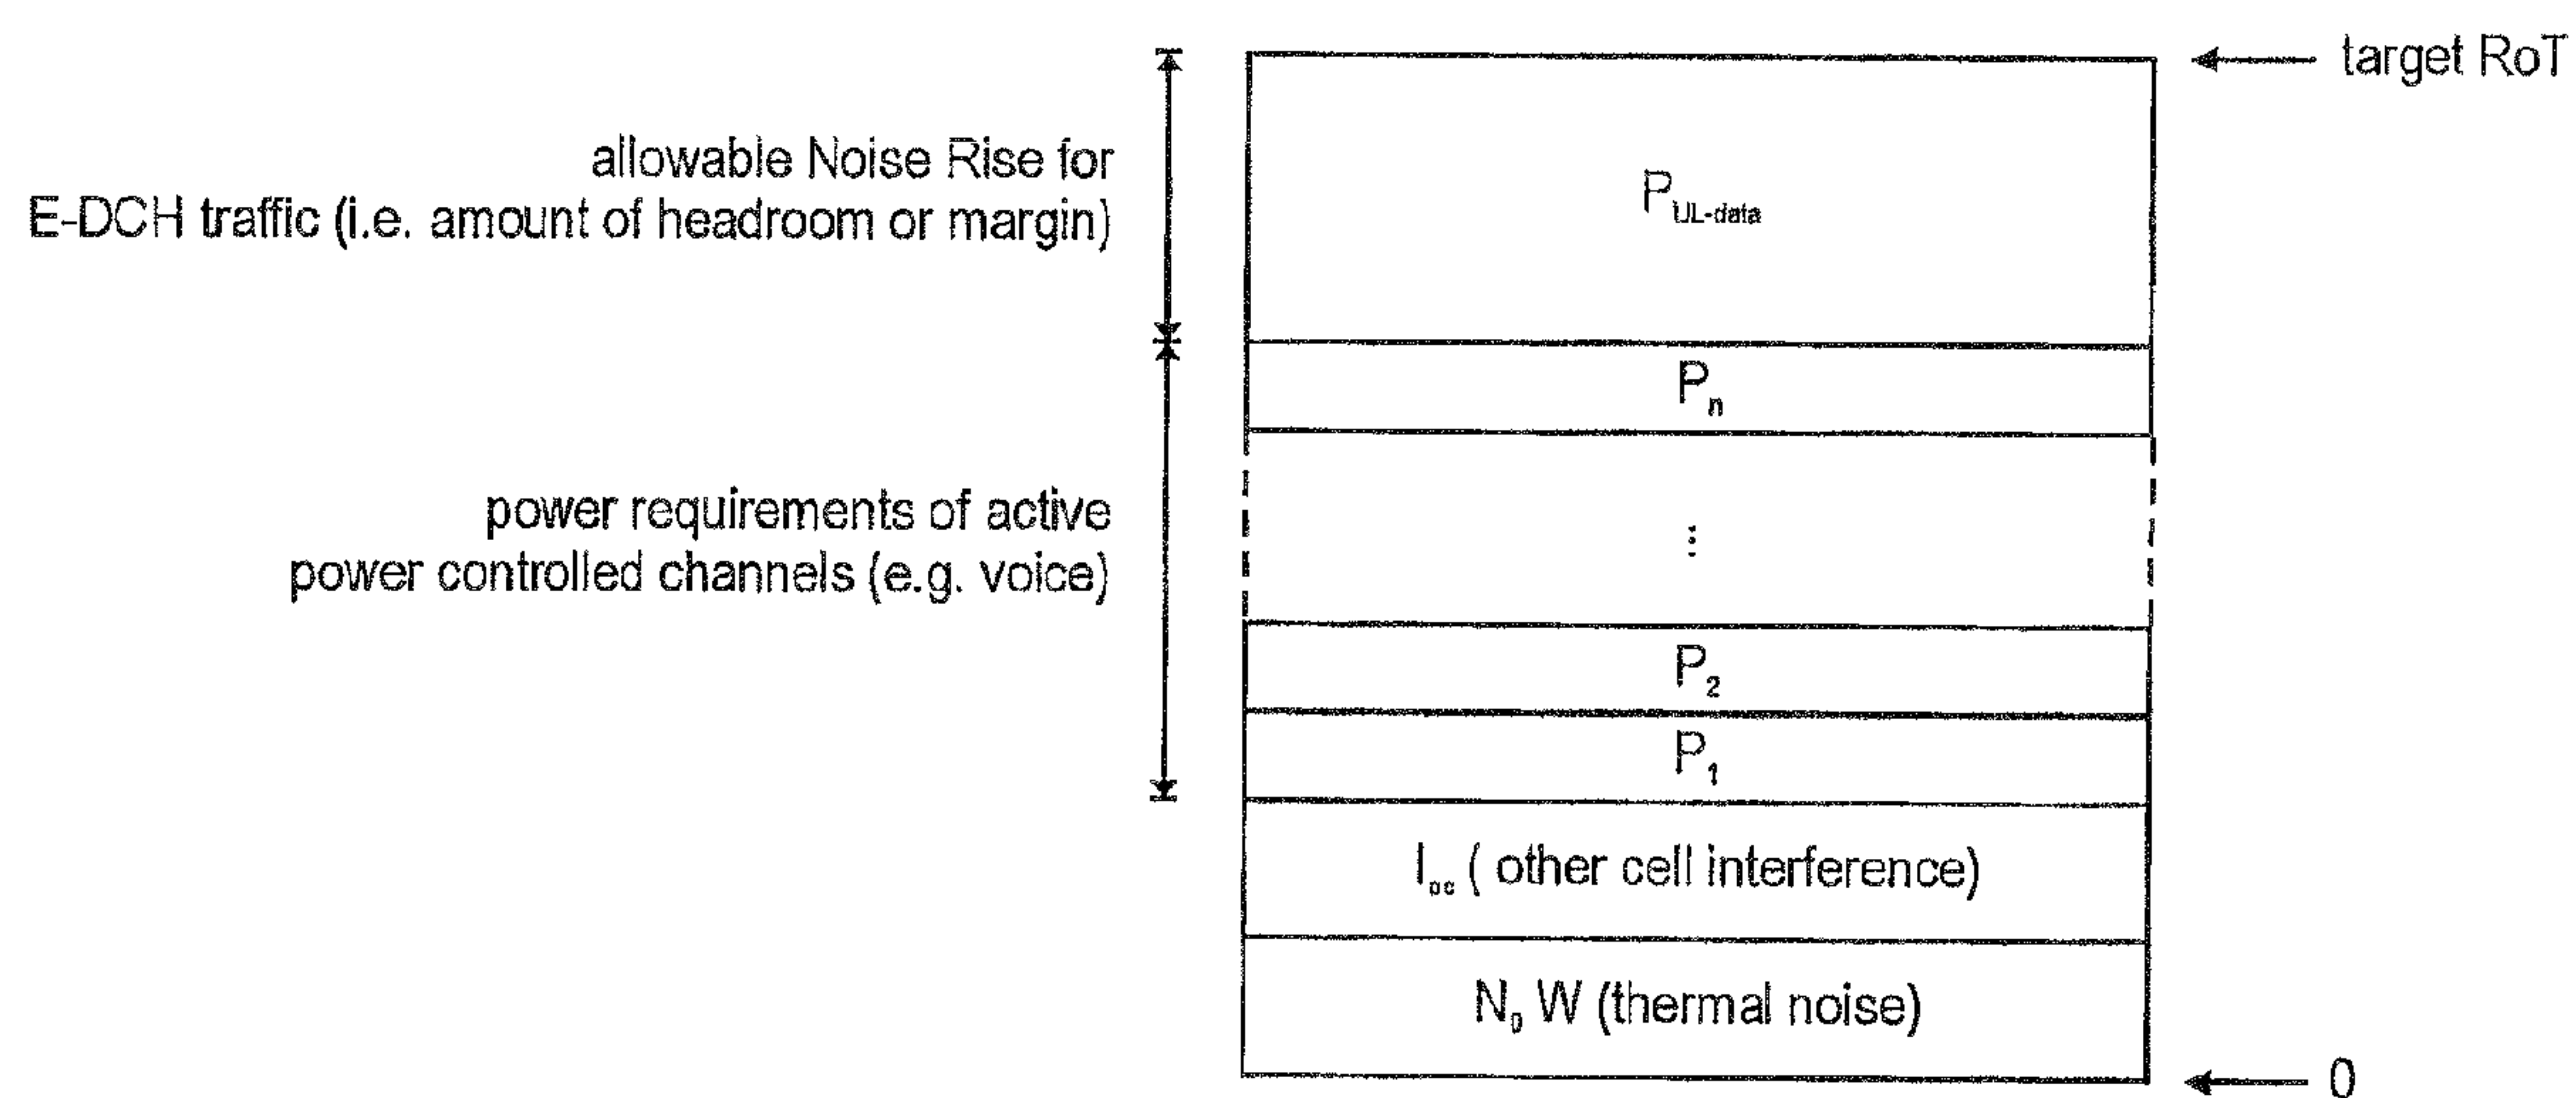 target RoT
allowable Noise Rise for
E-DCH traffic (i.e. amount of headroom or margin)
P_UL-data
P_n
power requirements of active
power controlled channels (e.g. voice)
⋮
P_2
P_1
I_oc ( other cell interference)
N_0 W (thermal noise)
0